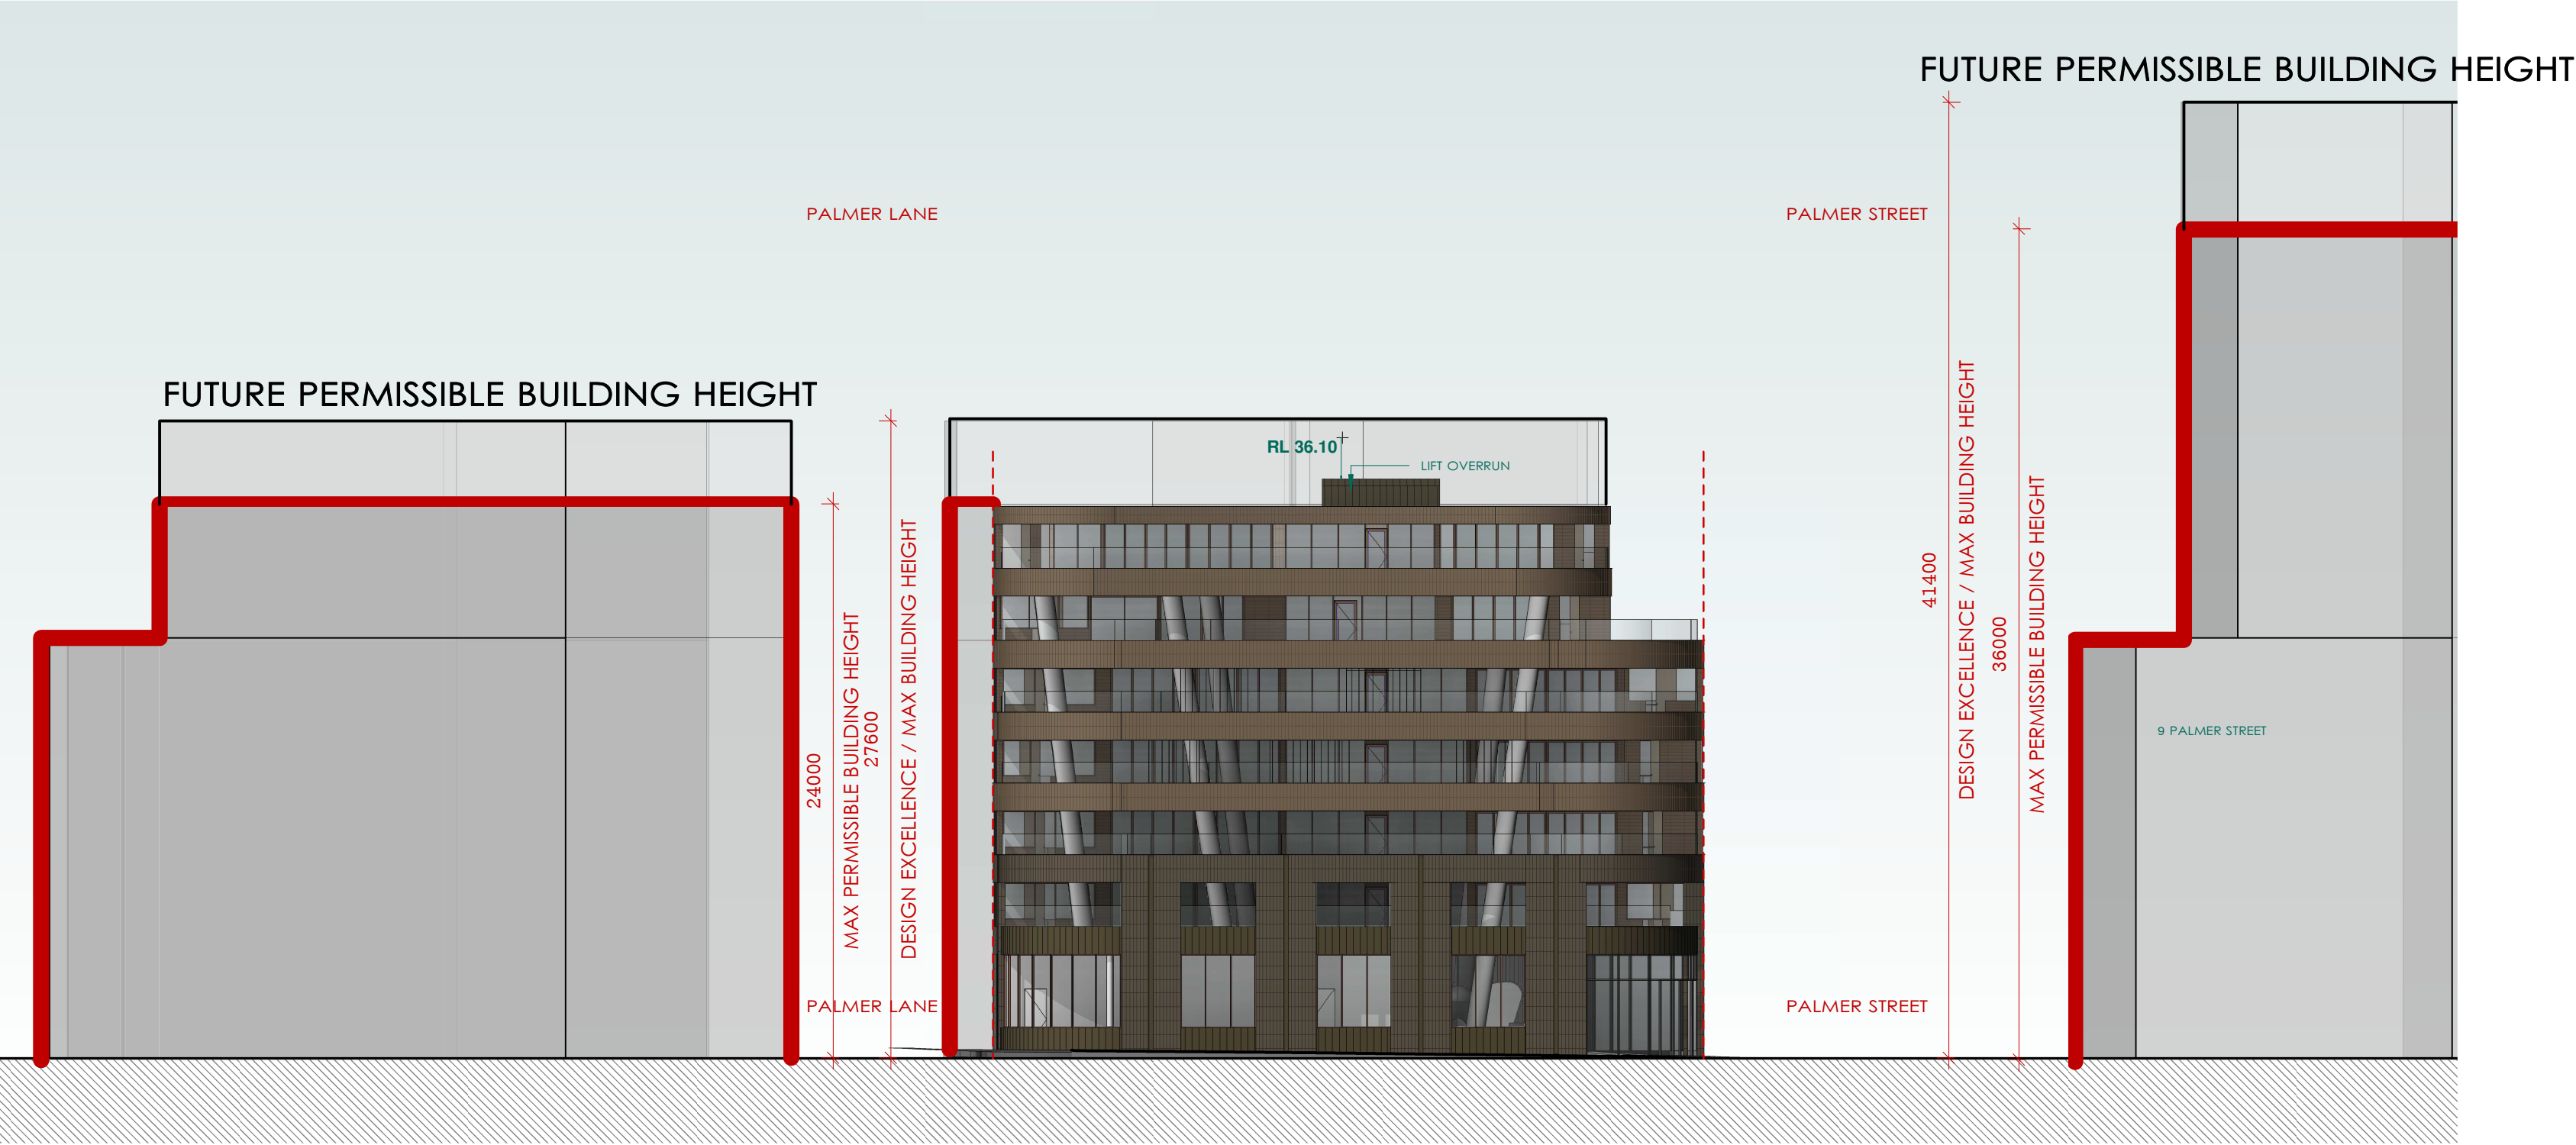 FUTURE PERMISSIBLE BUILDING HEIGHT
PALMER LANE
PALMER STREET
FUTURE PERMISSIBLE BUILDING HEIGHT
RL 36.10
LIFT OVERRUN
41400
DESIGN EXCELLENCE / MAX BUILDING HEIGHT
36000
MAX PERMISSIBLE BUILDING HEIGHT
24000
MAX PERMISSIBLE BUILDING HEIGHT
27600
DESIGN EXCELLENCE / MAX BUILDING HEIGHT
9 PALMER STREET
PALMER LANE
PALMER STREET